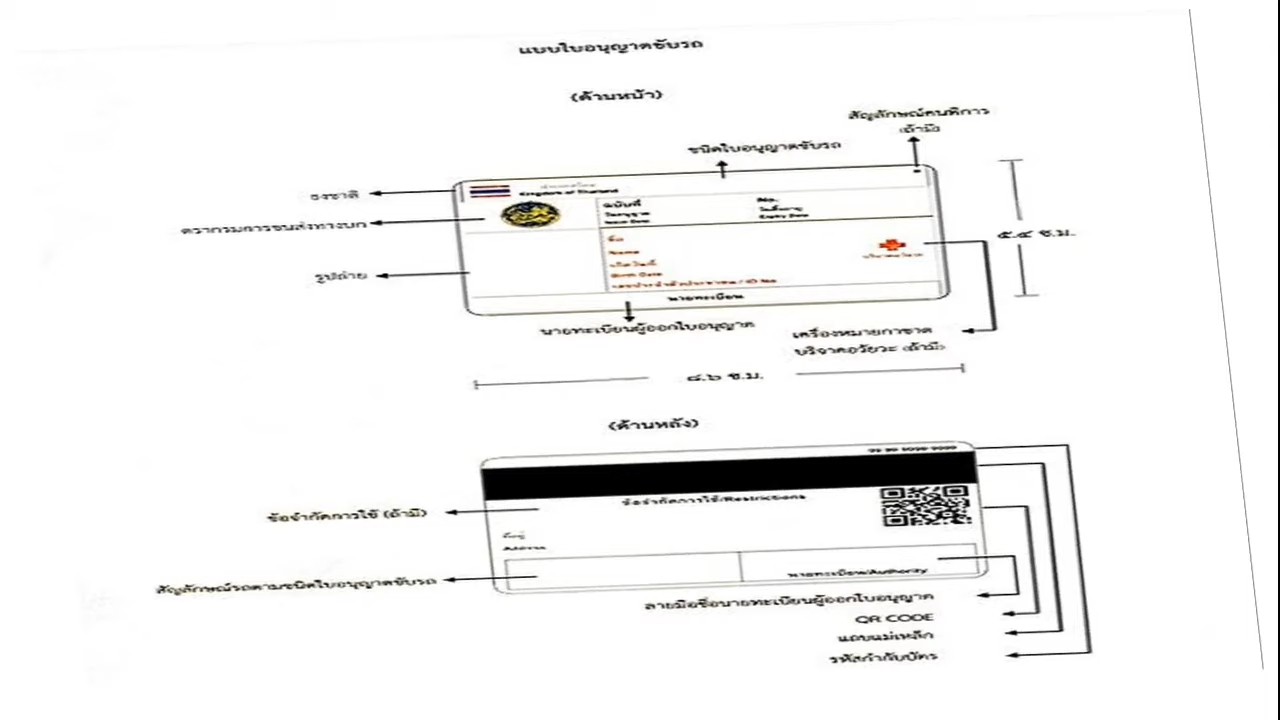 แบบใบอนุญาตขับรถ
(ด้านหน้า)
สัญลักษณ์คนพิการ
(ถ้ามี)
ชนิดใบอนุญาตขับรถ
ธงชาติ
Kingdom of Thailand
ตรากรมการขนส่งทางบก
ฉบับที่
No.
วันอนุญาต
วันสิ้นอายุ
Issue Date
Expiry Date
๕.๔ ซ.ม.
ชื่อ
Name
รูปถ่าย
เกิดวันที่
Birth Date
เลขประจำตัวประชาชน / ID No
นายทะเบียน
นายทะเบียนผู้ออกใบอนุญาต
เครื่องหมายกาชาด
บริจาคอวัยวะ (ถ้ามี)
๘.๖ ซ.ม.
(ด้านหลัง)
ข้อจำกัดการใช้/Restrictions
ข้อจำกัดการใช้ (ถ้ามี)
ที่อยู่
Address
นายทะเบียน/Authority
สัญลักษณ์รถตามชนิดใบอนุญาตขับรถ
ลายมือชื่อนายทะเบียนผู้ออกใบอนุญาต
QR CODE
แถบแม่เหล็ก
รหัสกำกับบัตร